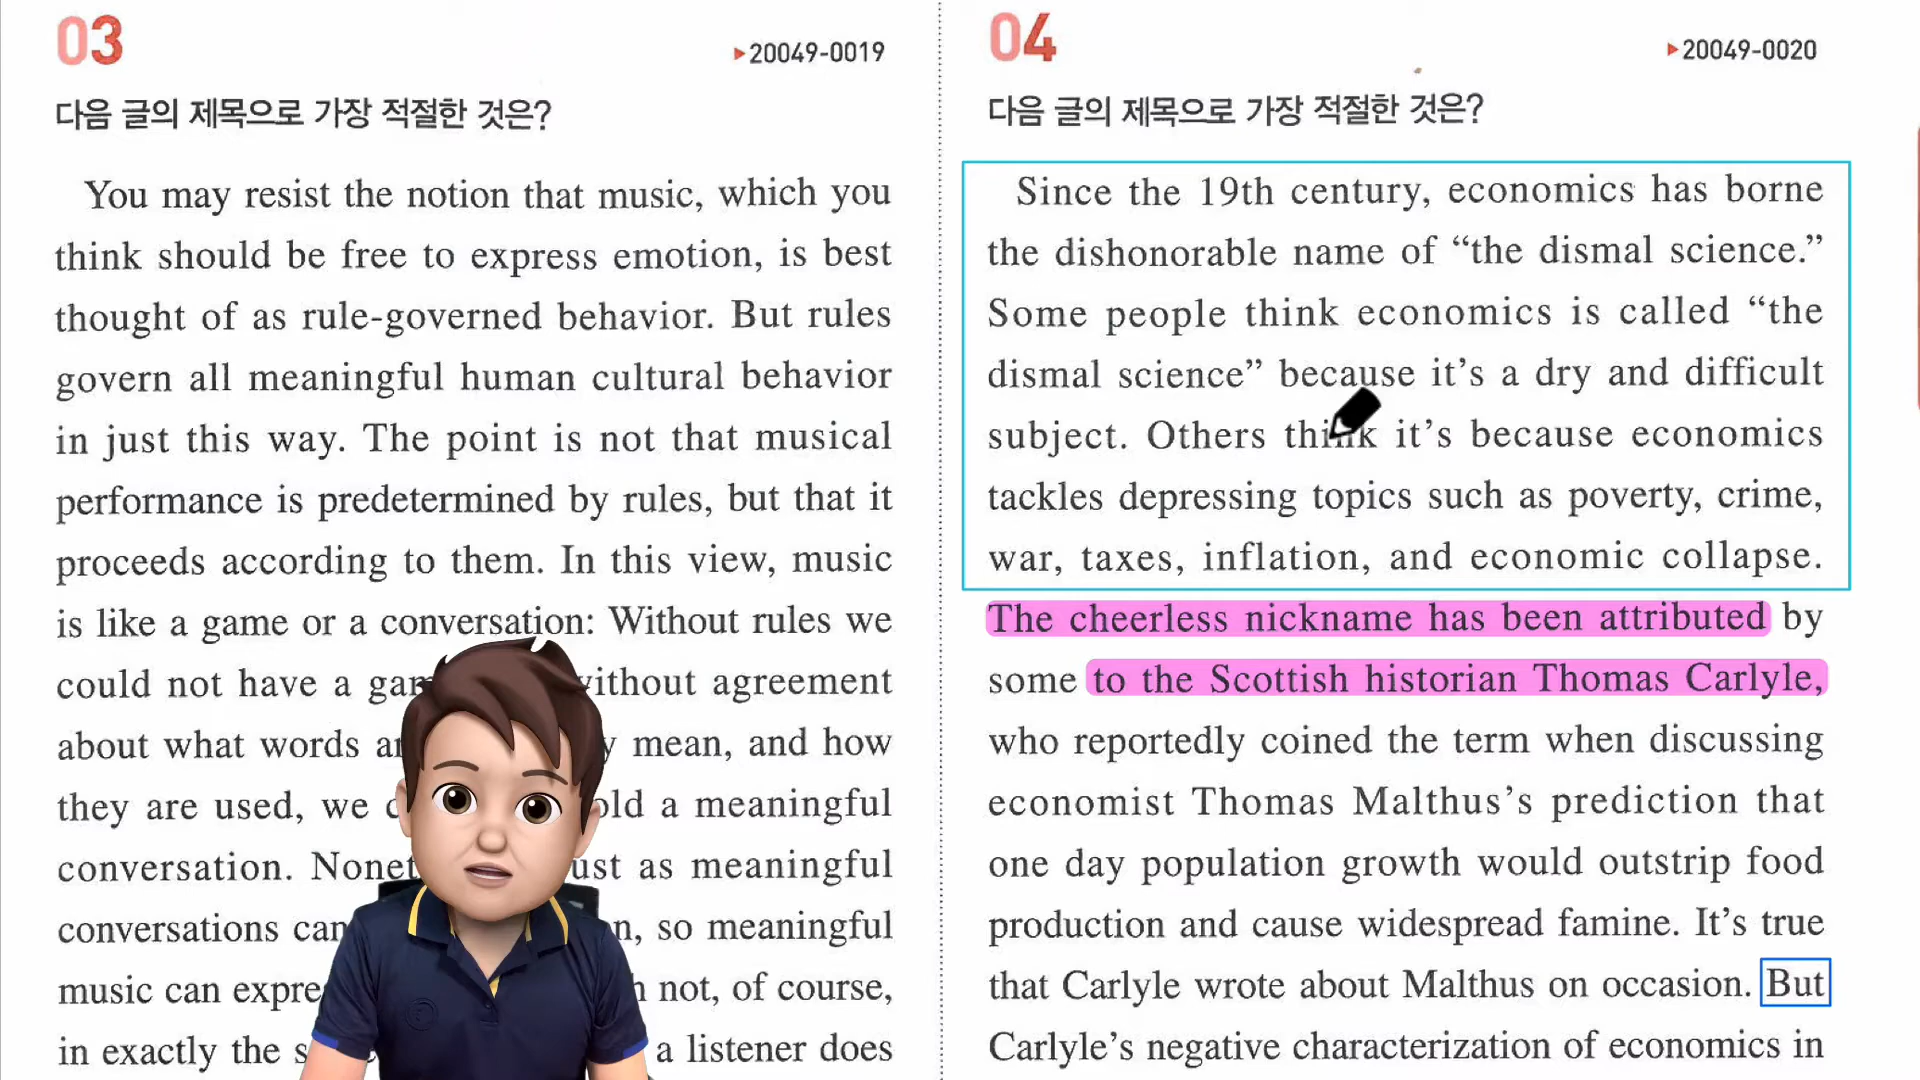 03
▶20049-0019
다음 글의 제목으로 가장 적절한 것은?
You may resist the notion that music, which you
think should be free to express emotion, is best
thought of as rule-governed behavior. But rules
govern all meaningful human cultural behavior
in just this way. The point is not that musical
performance is predetermined by rules, but that it
proceeds according to them. In this view, music
is like a game or a conversation: Without rules we
could not have a without agreement
about what words mean, and how
they are used, we a meaningful
conversation. as meaningful
conversations so meaningful
music can not, of course,
in exactly the a listener does
04
▶20049-0020
다음 글의 제목으로 가장 적절한 것은?
Since the 19th century, economics has borne
the dishonorable name of “the dismal science.”
Some people think economics is called “the
dismal science” because it’s a dry and difficult
subject. Others think it’s because economics
tackles depressing topics such as poverty, crime,
war, taxes, inflation, and economic collapse.
The cheerless nickname has been attributed by
some to the Scottish historian Thomas Carlyle,
who reportedly coined the term when discussing
economist Thomas Malthus’s prediction that
one day population growth would outstrip food
production and cause widespread famine. It’s true
that Carlyle wrote about Malthus on occasion. But
Carlyle’s negative characterization of economics in